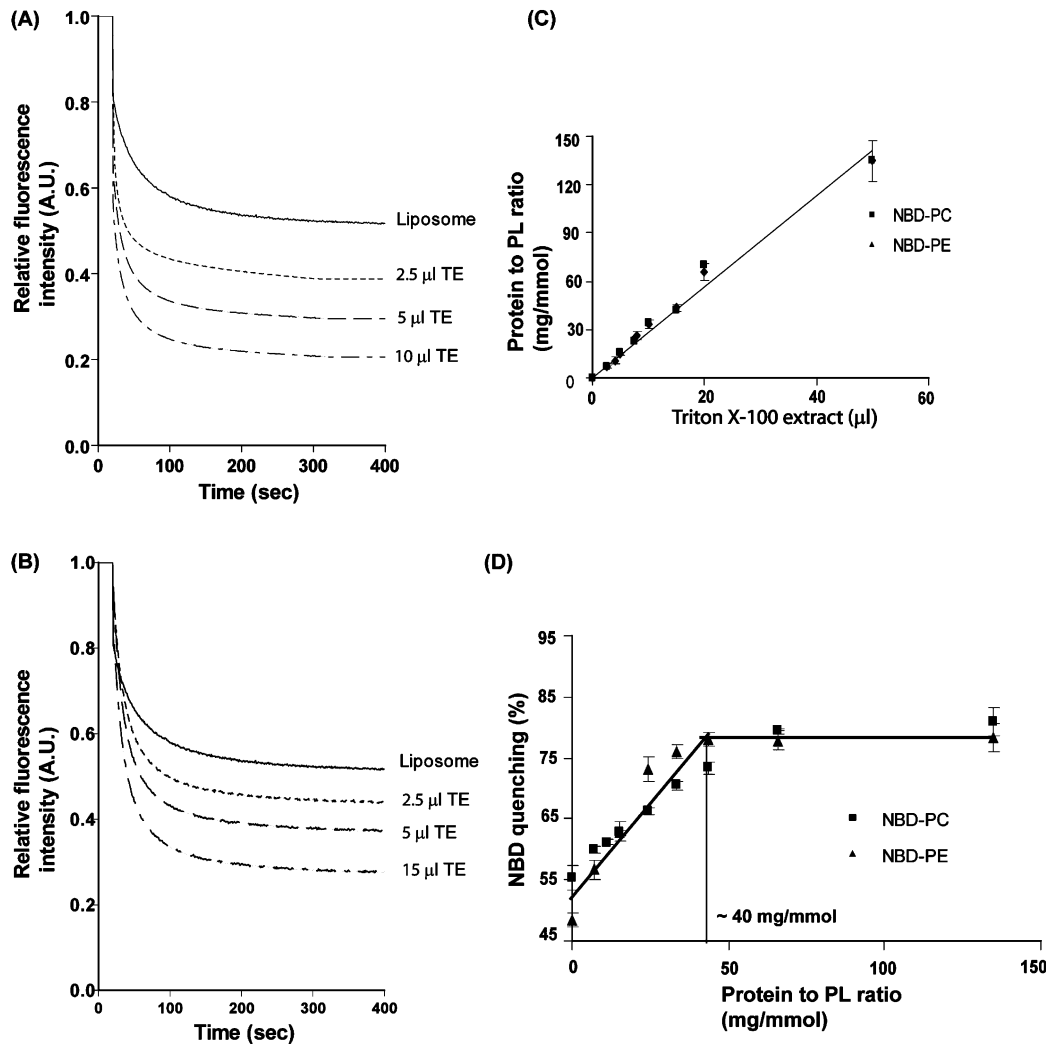 (A)
1.0
0.8
0.6
0.4
0.2
0.0
Relative fluorescence
intensity (A.U.)
Liposome
2.5 µl TE
5 µl TE
10 µl TE
0 100 200 300 400
Time (sec)
(C)
150
120
90
60
30
0
Protein to PL ratio
(mg/mmol)
NBD-PC
NBD-PE
0 20 40 60
Triton X-100 extract (µl)
(B)
1.0
0.8
0.6
0.4
0.2
0.0
Relative fluorescence
intensity (A.U.)
Liposome
2.5 µl TE
5 µl TE
15 µl TE
0 100 200 300 400
Time (sec)
(D)
95
85
75
65
55
45
NBD quenching (%)
NBD-PC
NBD-PE
~ 40 mg/mmol
0 50 100 150
Protein to PL ratio
(mg/mmol)